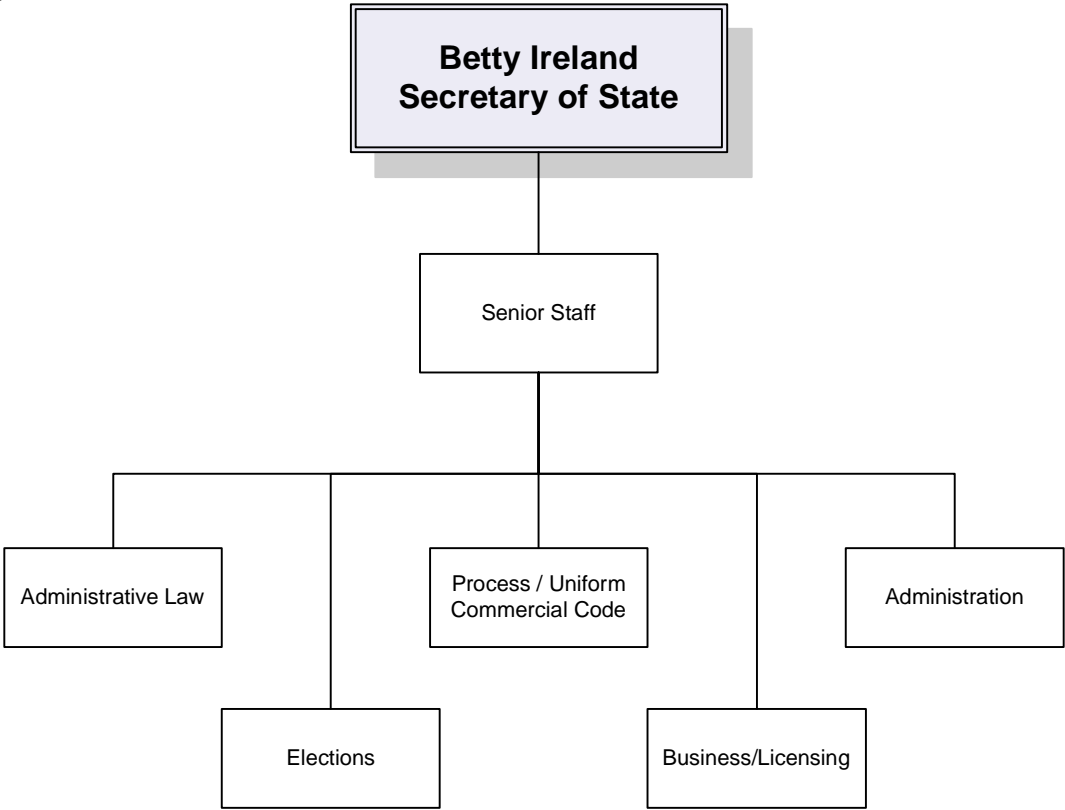 Betty Ireland
Secretary of State
Senior Staff
Administrative Law
Process / Uniform
Commercial Code
Administration
Elections
Business/Licensing